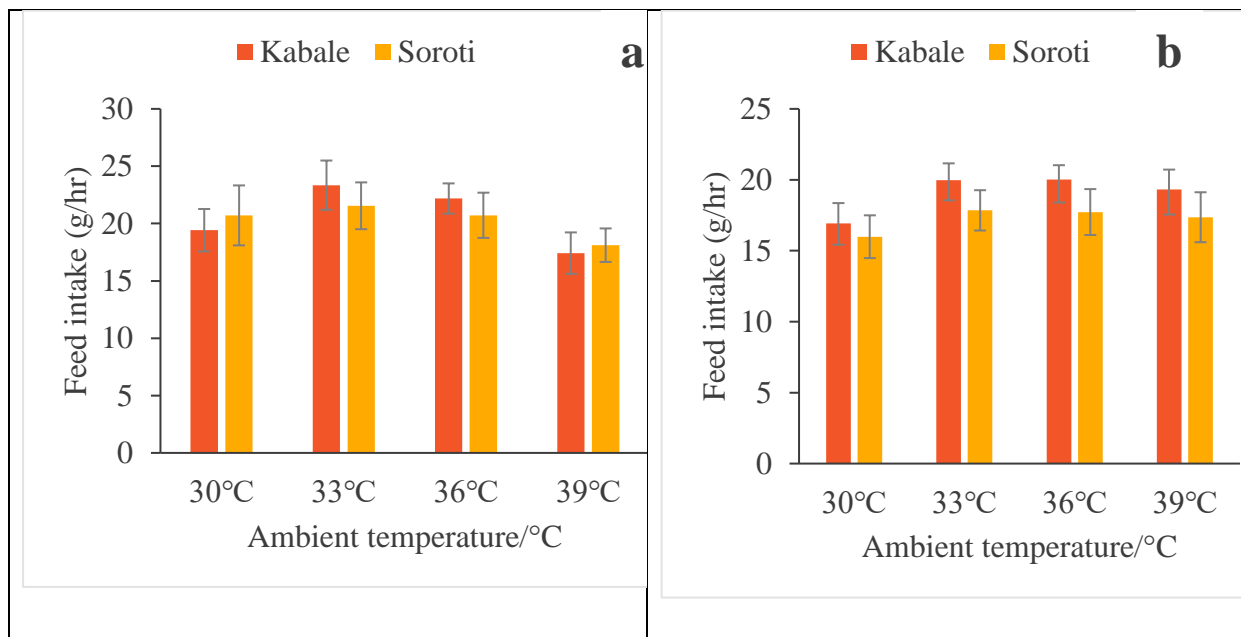 Kabale Soroti
a
30
25
20
15
10
5
0
Feed intake (g/hr)
30°C 33°C 36°C 39°C
Ambient temperature/°C
Kabale Soroti
b
25
20
15
10
5
0
Feed intake (g/hr)
30°C 33°C 36°C 39°C
Ambient temperature/°C